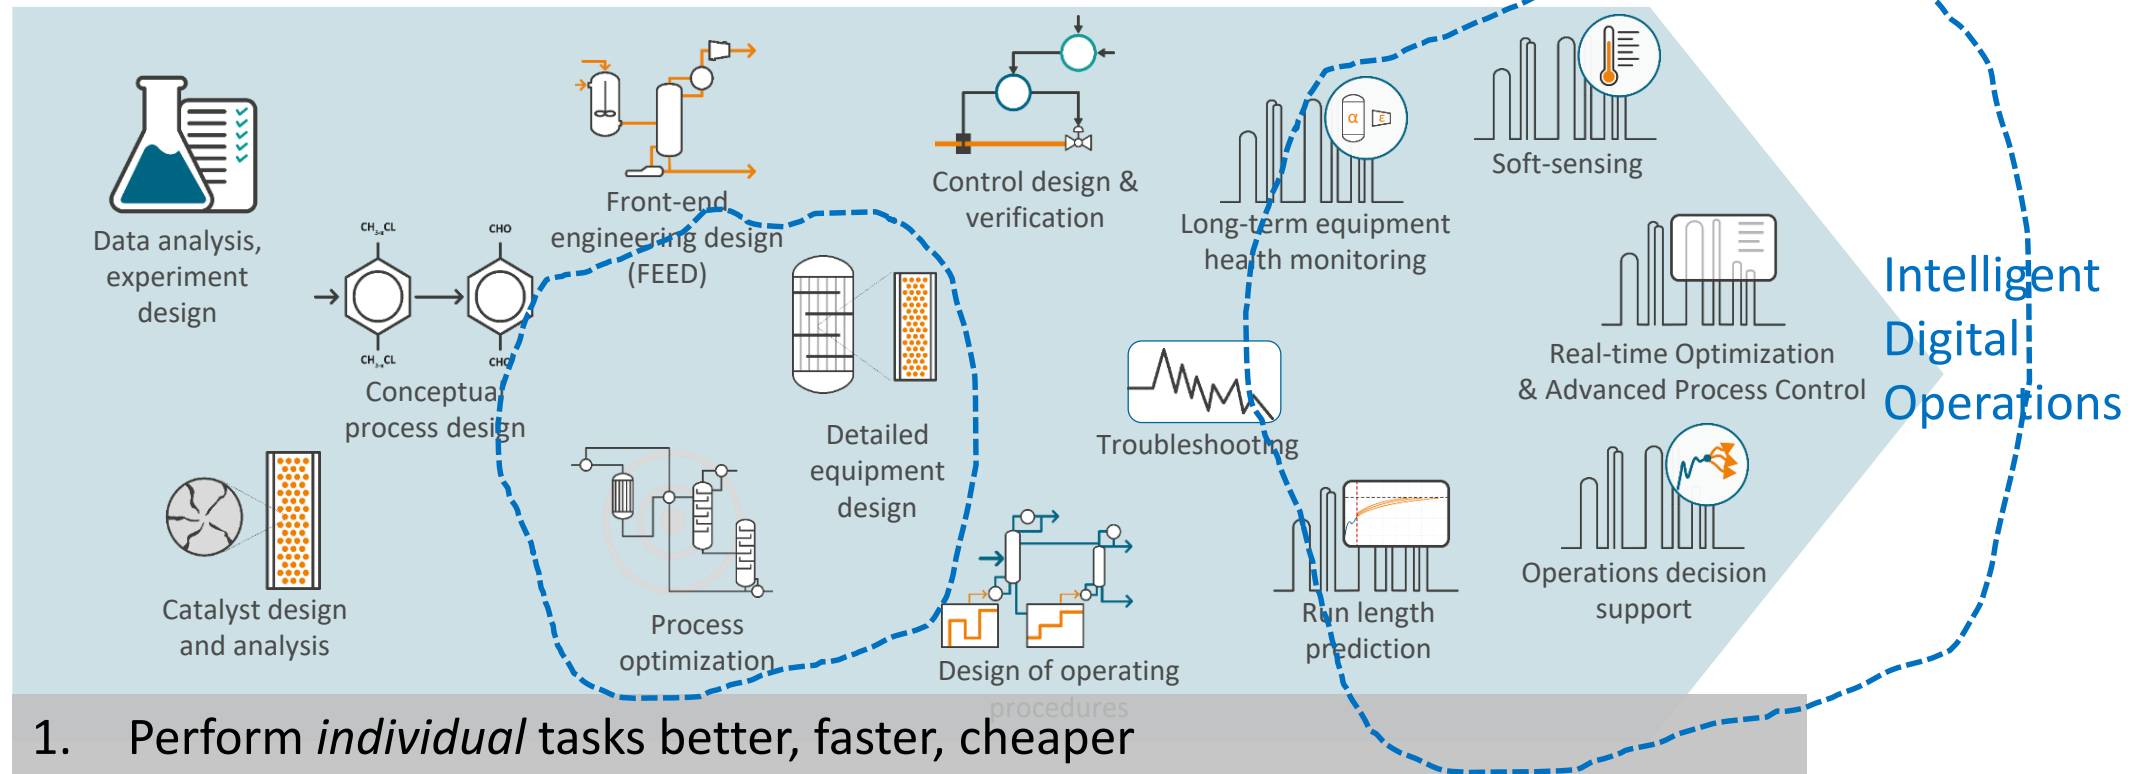 Data analysis,
experiment
design
CH₃₋ₓCL
CHO
CH₃₋ₓCL
CHO
Conceptual
process design
Catalyst design
and analysis
Front-end
engineering design
(FEED)
Detailed
equipment
design
Process
optimization
Control design &
verification
Design of operating
procedures
α
ε
Long-term equipment
health monitoring
Troubleshooting
Run length
prediction
Soft-sensing
Real-time Optimization
& Advanced Process Control
Operations decision
support
Intelligent
Digital
Operations
1. Perform individual tasks better, faster, cheaper